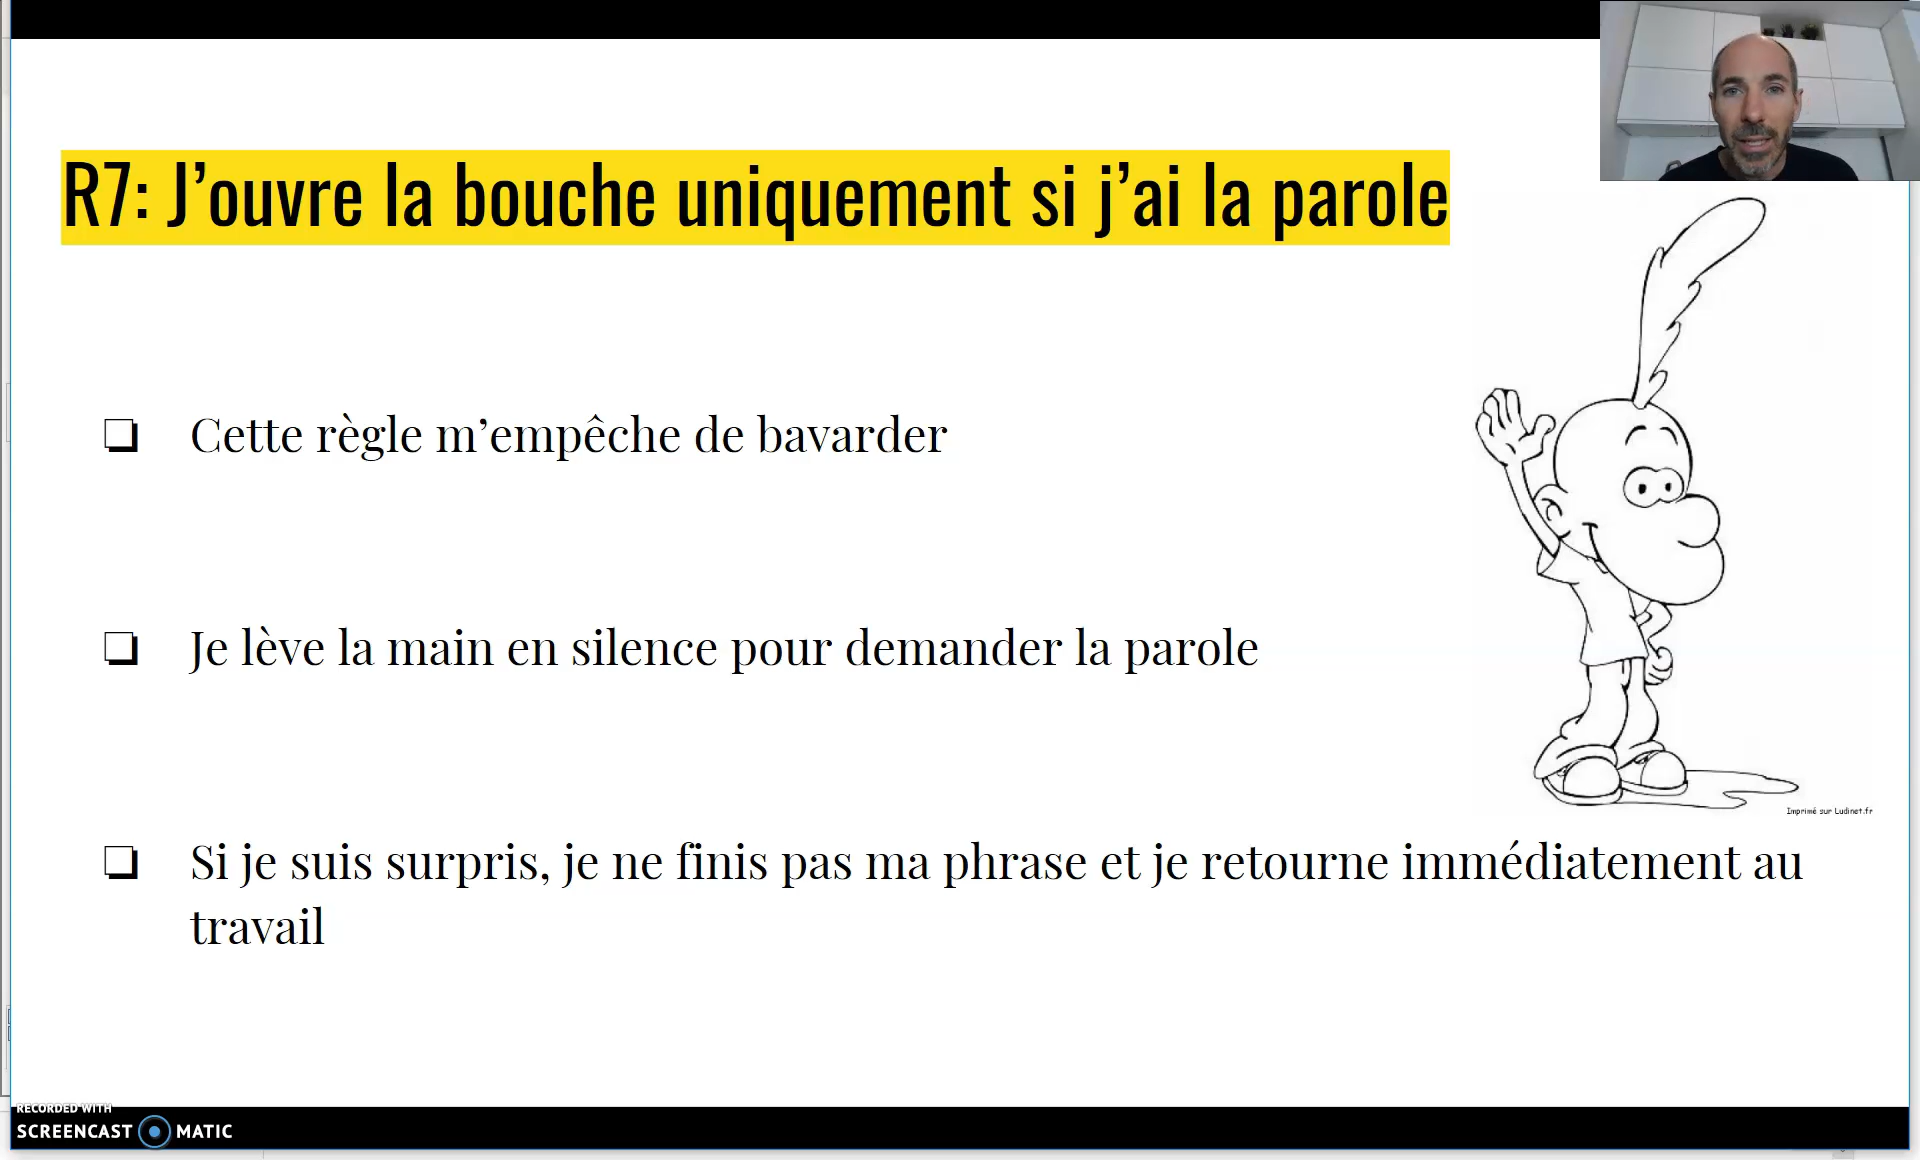 R7: J’ouvre la bouche uniquement si j’ai la parole
❏ Cette règle m’empêche de bavarder
❏ Je lève la main en silence pour demander la parole
Imprimé sur Ludinet.fr
❏ Si je suis surpris, je ne finis pas ma phrase et je retourne immédiatement au
travail
RECORDED WITH
SCREENCAST MATIC